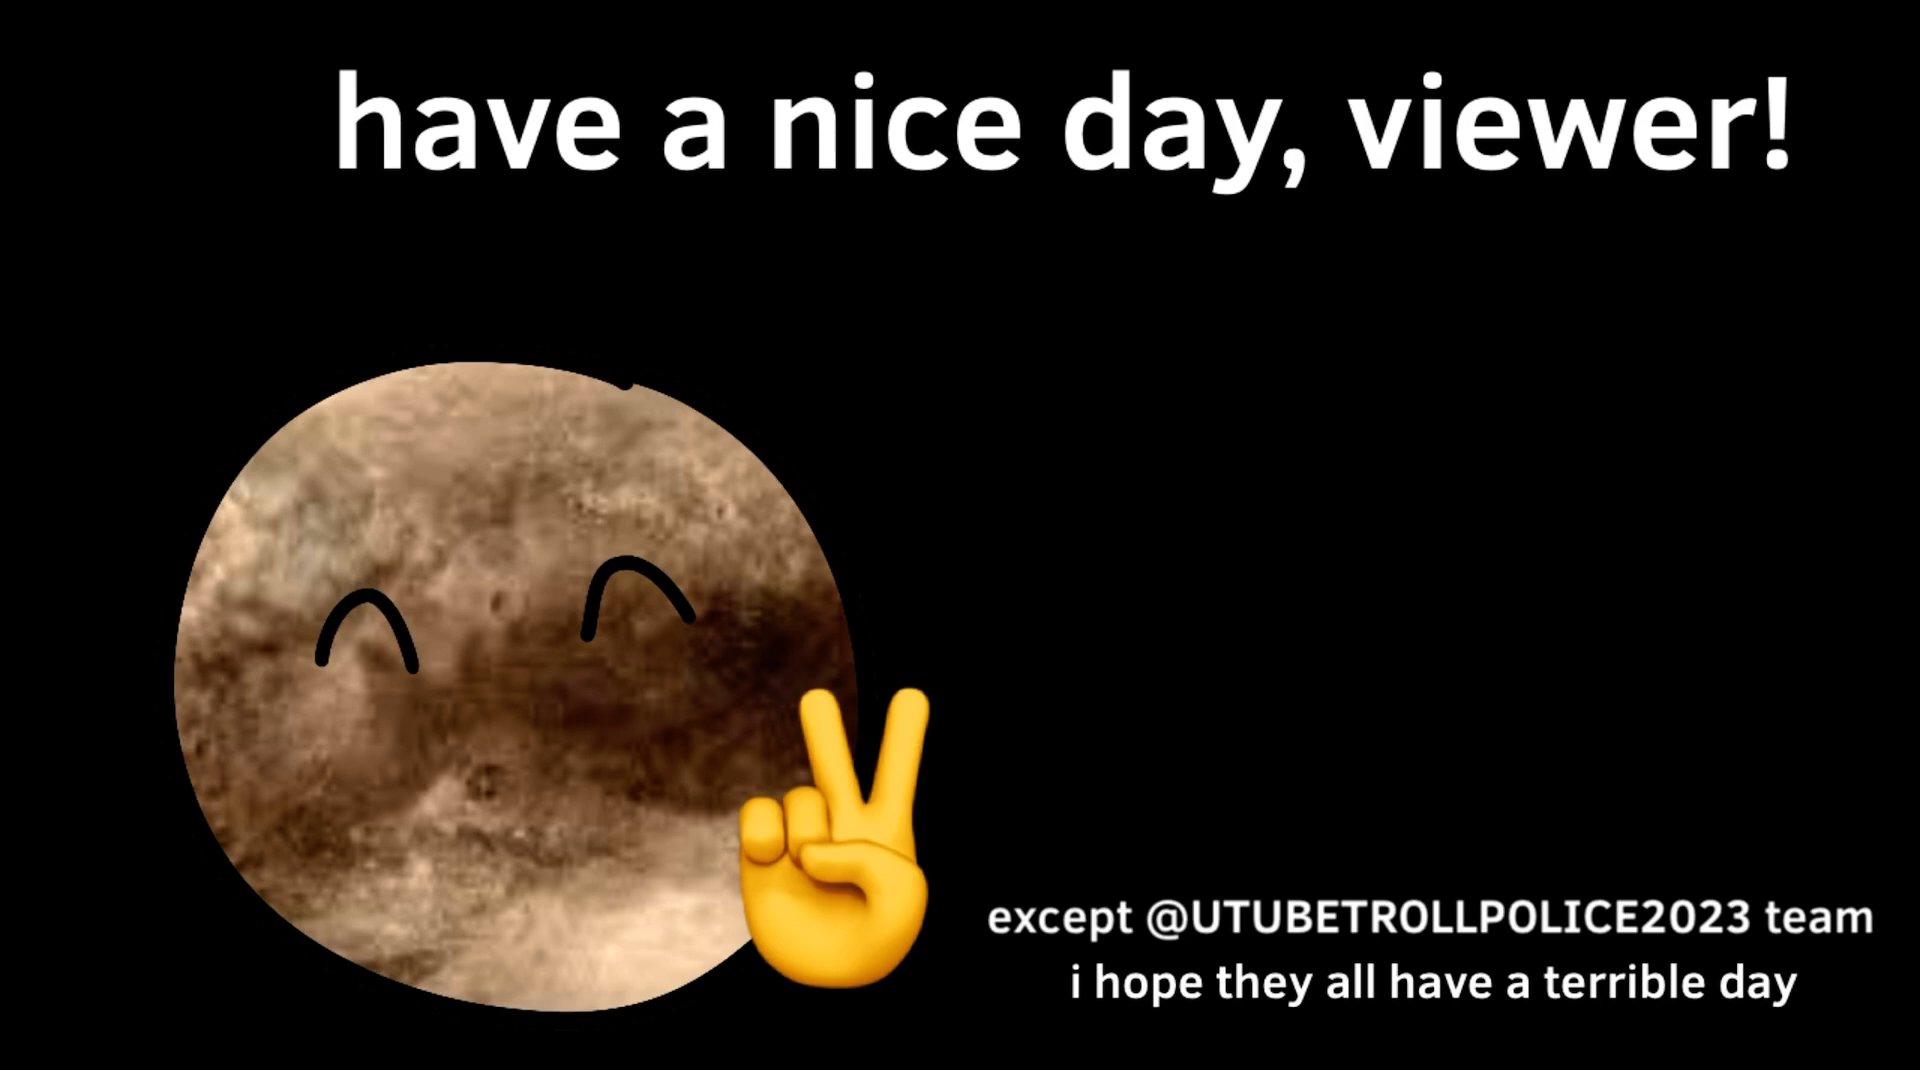 have a nice day, viewer!
except @UTUBETROLLPOLICE2023 team
i hope they all have a terrible day